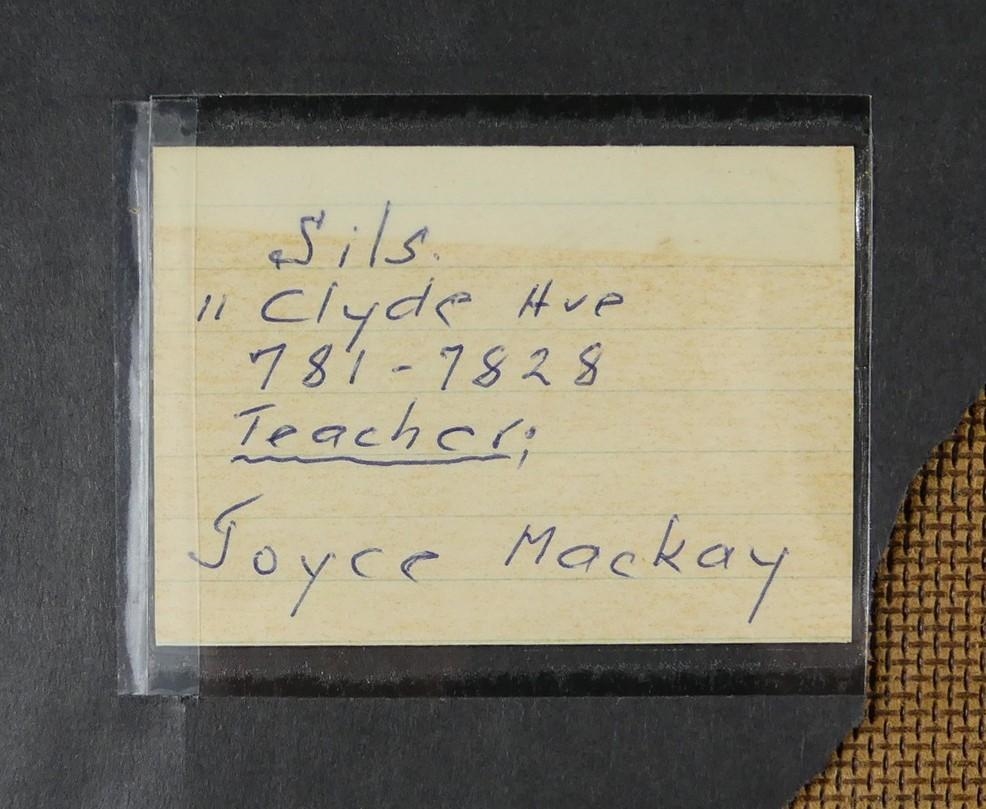 Sils.
11 Clyde Ave
781-7828
Teacher;
Joyce Mackay